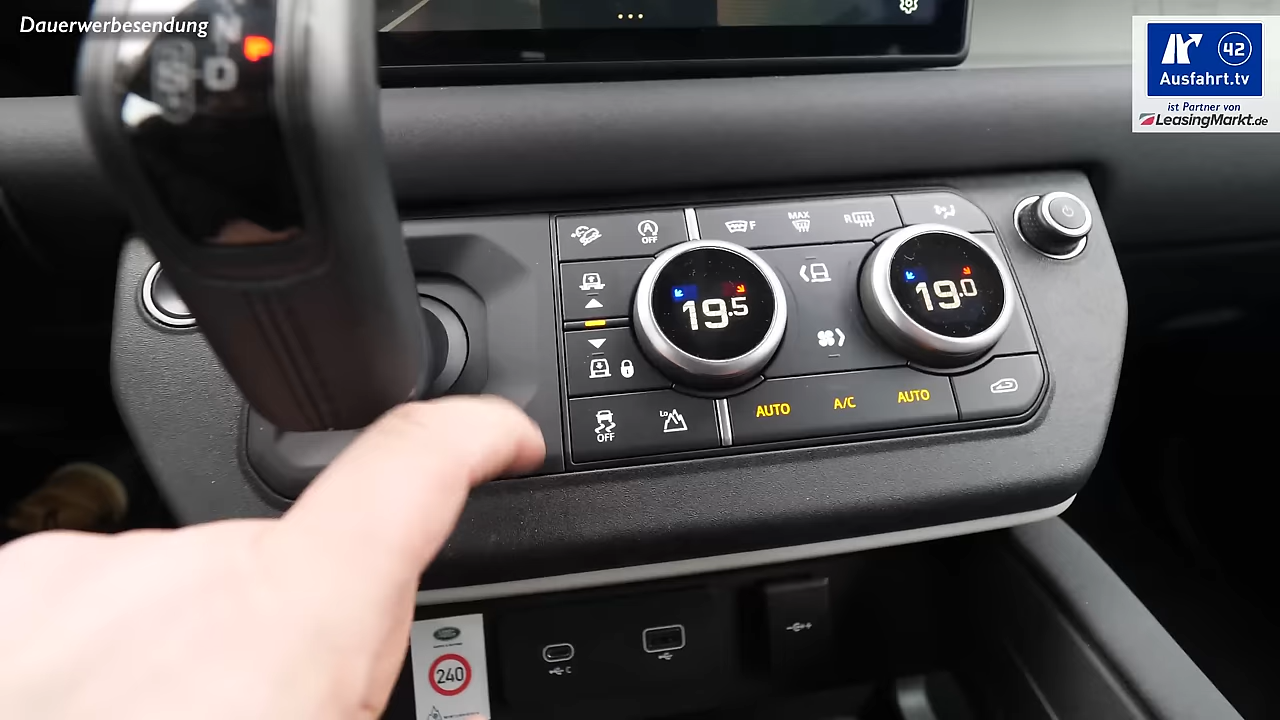 Dauerwerbesendung
42
Ausfahrt.tv
ist Partner von
LeasingMarkt.de
D
OFF
F
MAX
R
19.5
19.0
Lo
OFF
AUTO
A/C
AUTO
C
240